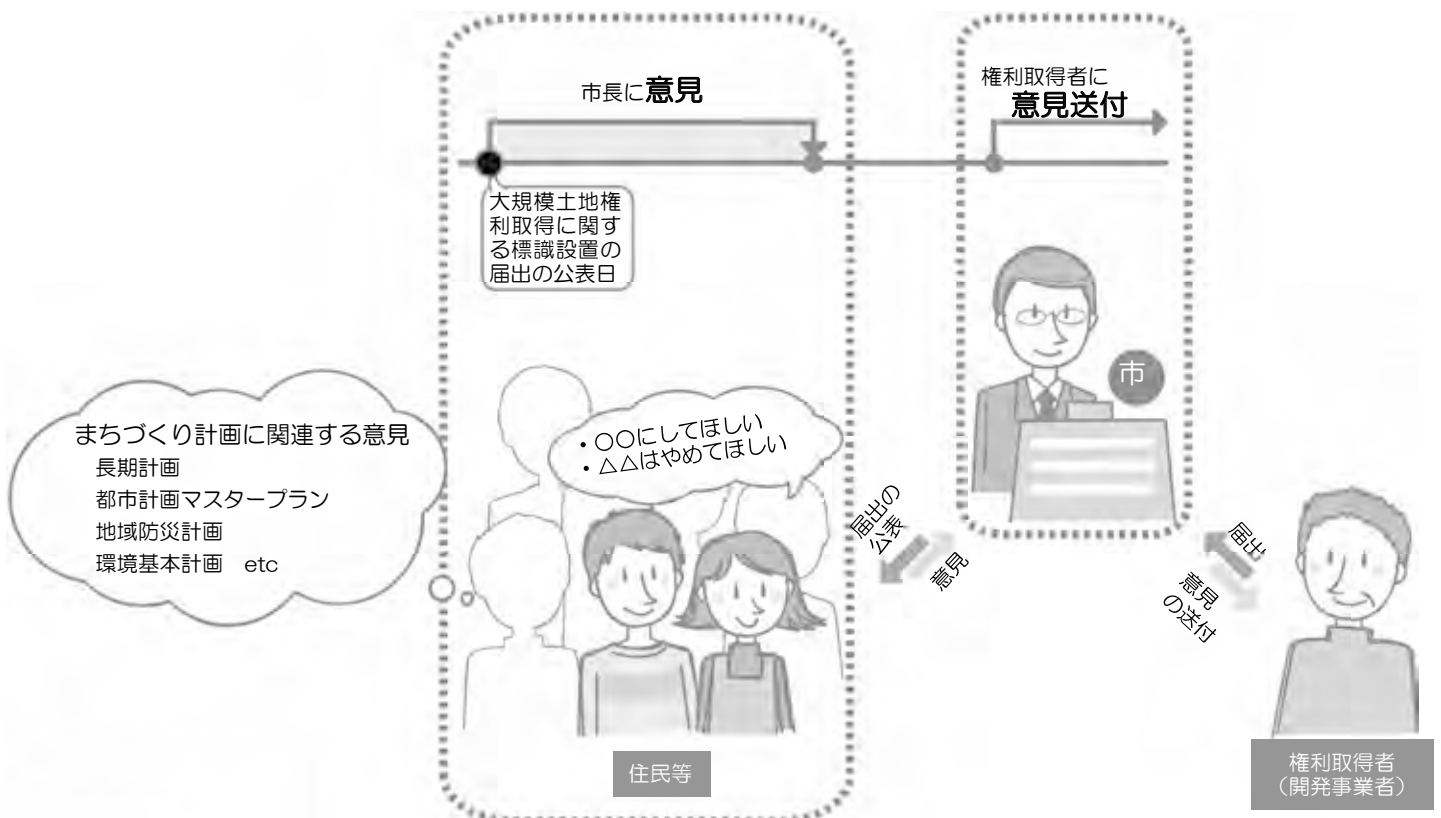 市長に意見
権利取得者に
意見送付
大規模土地権
利取得に関す
る標識設置の
届出の公表日
市
まちづくり計画に関連する意見
長期計画
都市計画マスタープラン
地域防災計画
環境基本計画　etc
・〇〇にしてほしい
・△△はやめてほしい
届出の
公表
意見
届出
意見
の送付
住民等
権利取得者
（開発事業者）